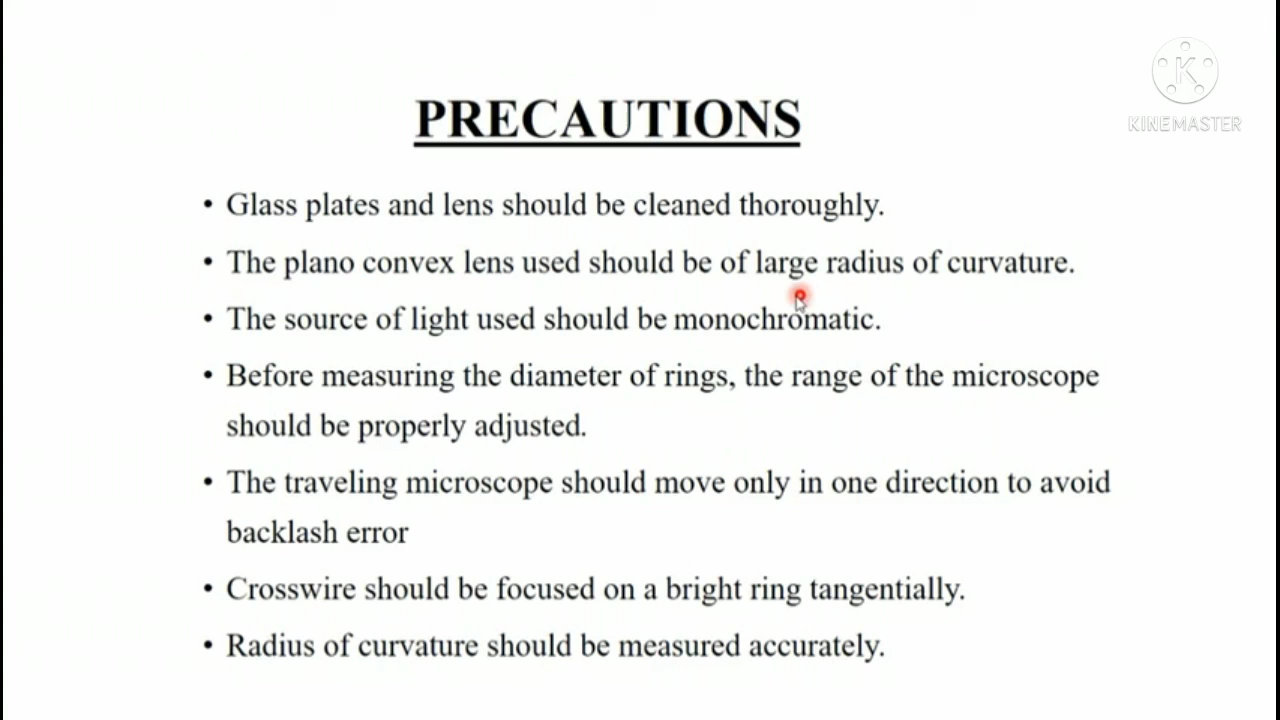 KINEMASTER
PRECAUTIONS
• Glass plates and lens should be cleaned thoroughly.
• The plano convex lens used should be of large radius of curvature.
• The source of light used should be monochromatic.
• Before measuring the diameter of rings, the range of the microscope
should be properly adjusted.
• The traveling microscope should move only in one direction to avoid
backlash error
• Crosswire should be focused on a bright ring tangentially.
• Radius of curvature should be measured accurately.